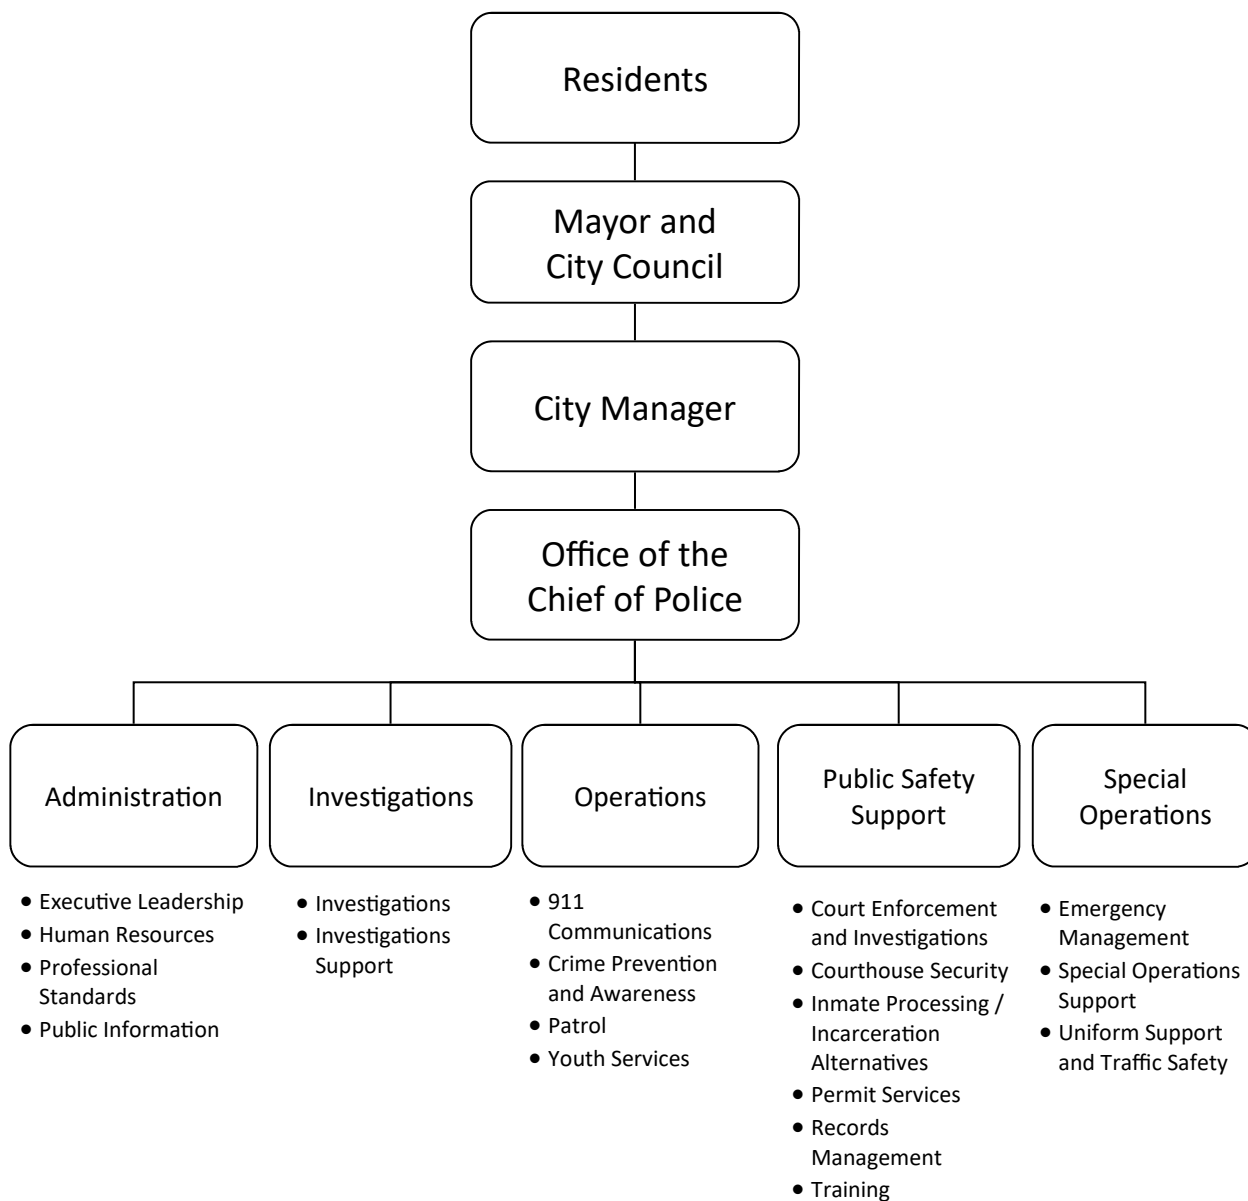 Residents
Mayor and
City Council
City Manager
Office of the
Chief of Police
Administration
Investigations
Operations
Public Safety
Support
Special
Operations
• Executive Leadership
• Human Resources
• Professional
Standards
• Public Information
• Investigations
• Investigations
Support
• 911
Communications
• Crime Prevention
and Awareness
• Patrol
• Youth Services
• Court Enforcement
and Investigations
• Courthouse Security
• Inmate Processing /
Incarceration
Alternatives
• Permit Services
• Records
Management
• Training
• Emergency
Management
• Special Operations
Support
• Uniform Support
and Traffic Safety